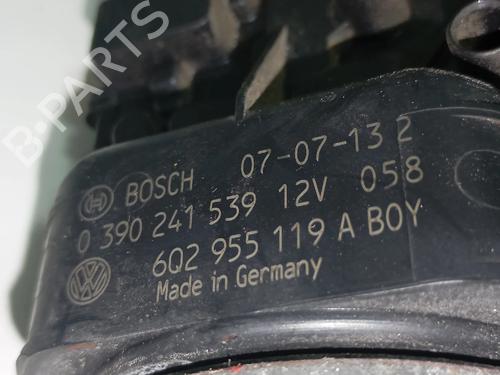 B-PARTS
BOSCH 07-07-13 2
0 390 241 539 12V 058
6Q2 955 119 A BOY
Made in Germany